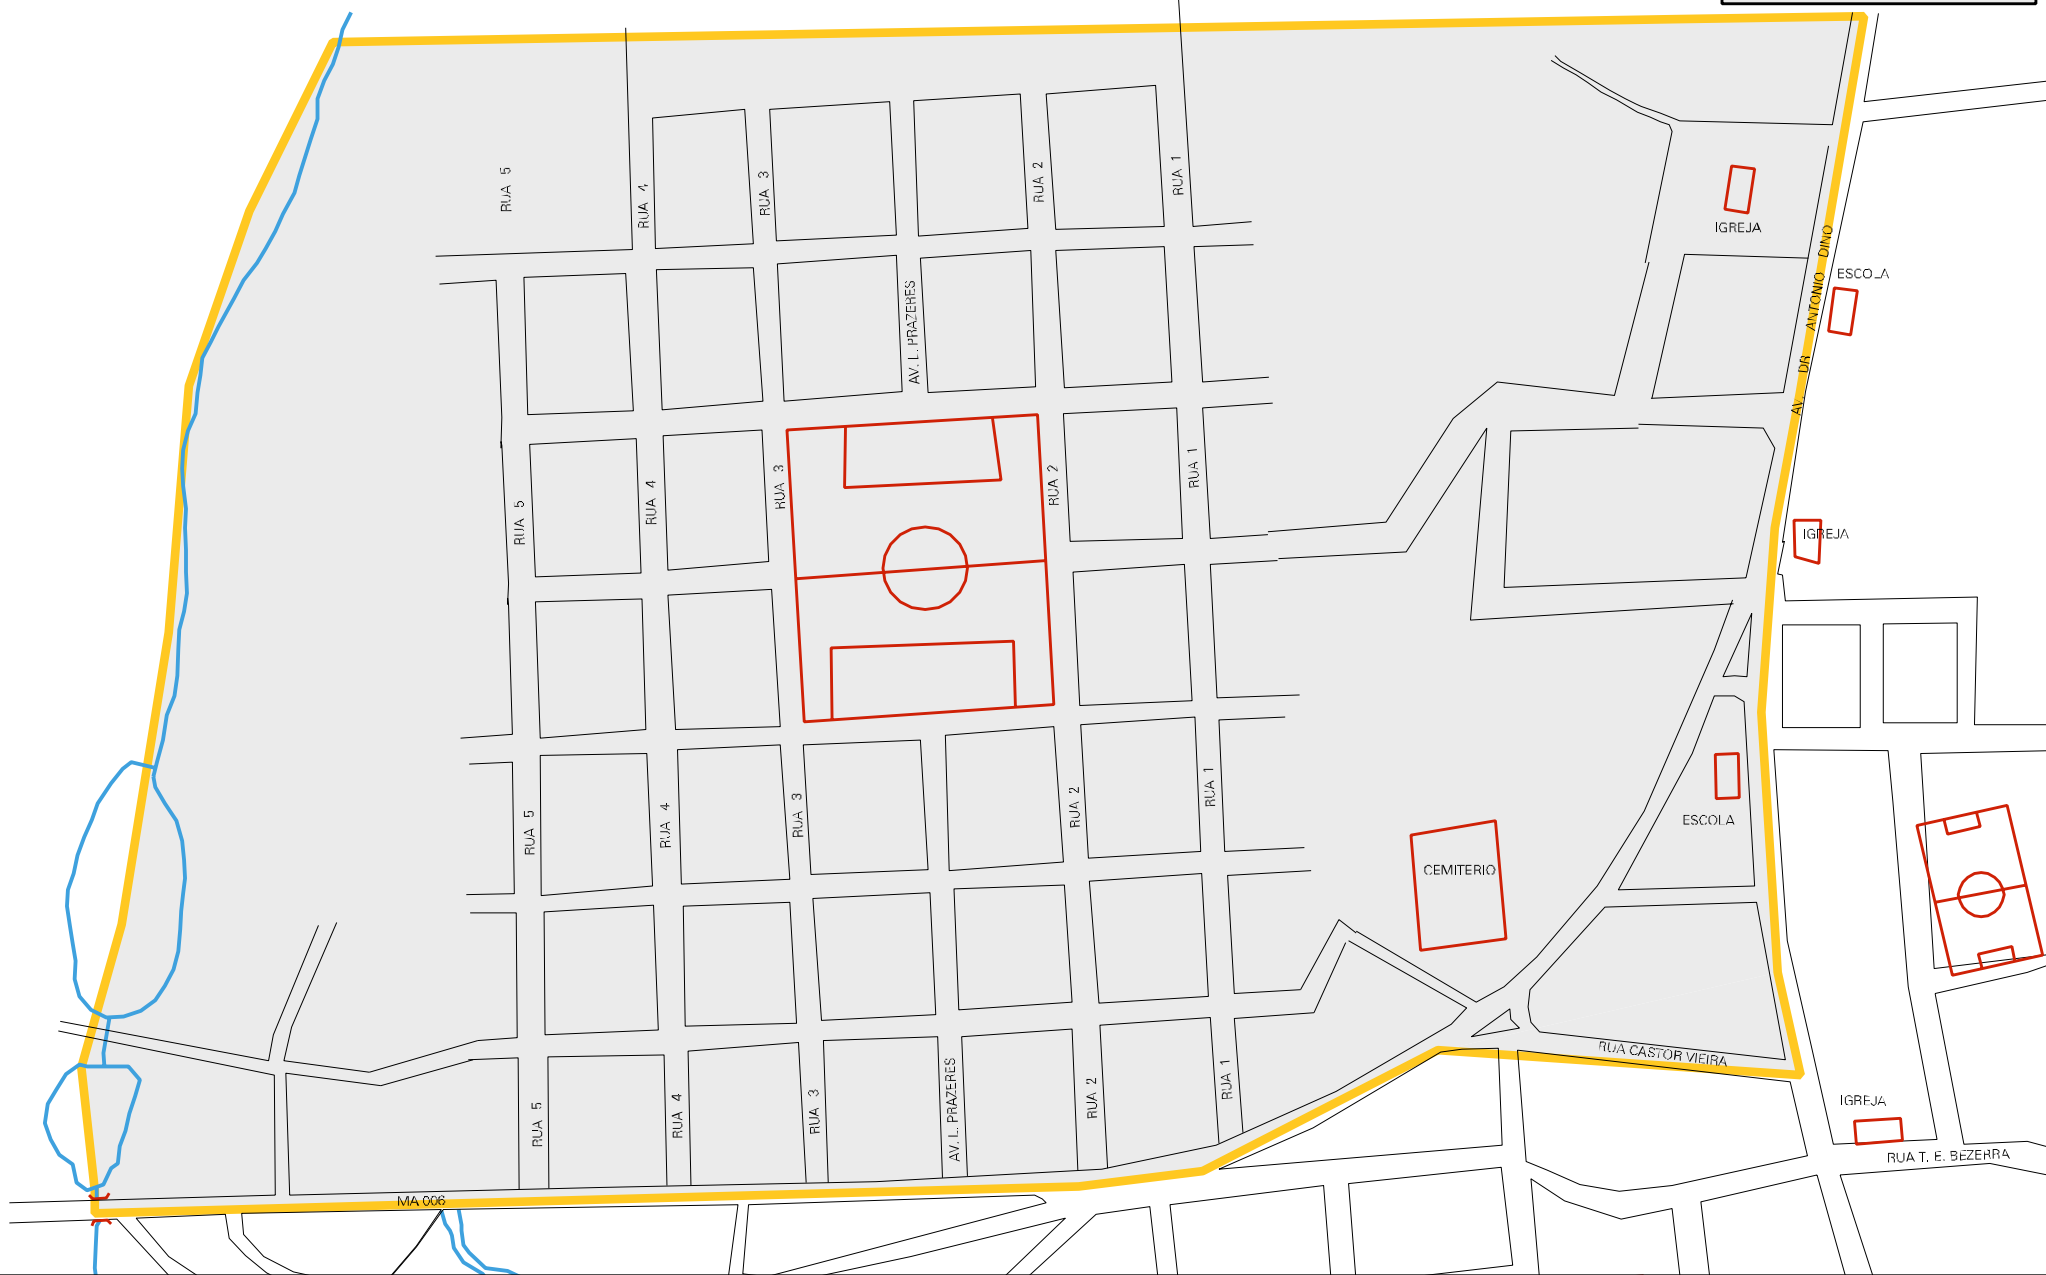 RUA 5
RUA 4
RUA 3
RUA 2
RUA 1
IGREJA
ESCOLA
AV. DR ANTONIO DINO
AV. L. PRAZERES
RUA 5
RUA 4
RUA 3
RUA 2
RUA 1
IGREJA
RUA 5
RUA 4
RUA 3
RUA 2
RUA 1
ESCOLA
CEMITERIO
RUA CASTOR VIEIRA
RUA 5
RUA 4
RUA 3
AV. L. PRAZERES
RUA 2
RUA 1
IGREJA
RUA T. E. BEZERRA
MA 006